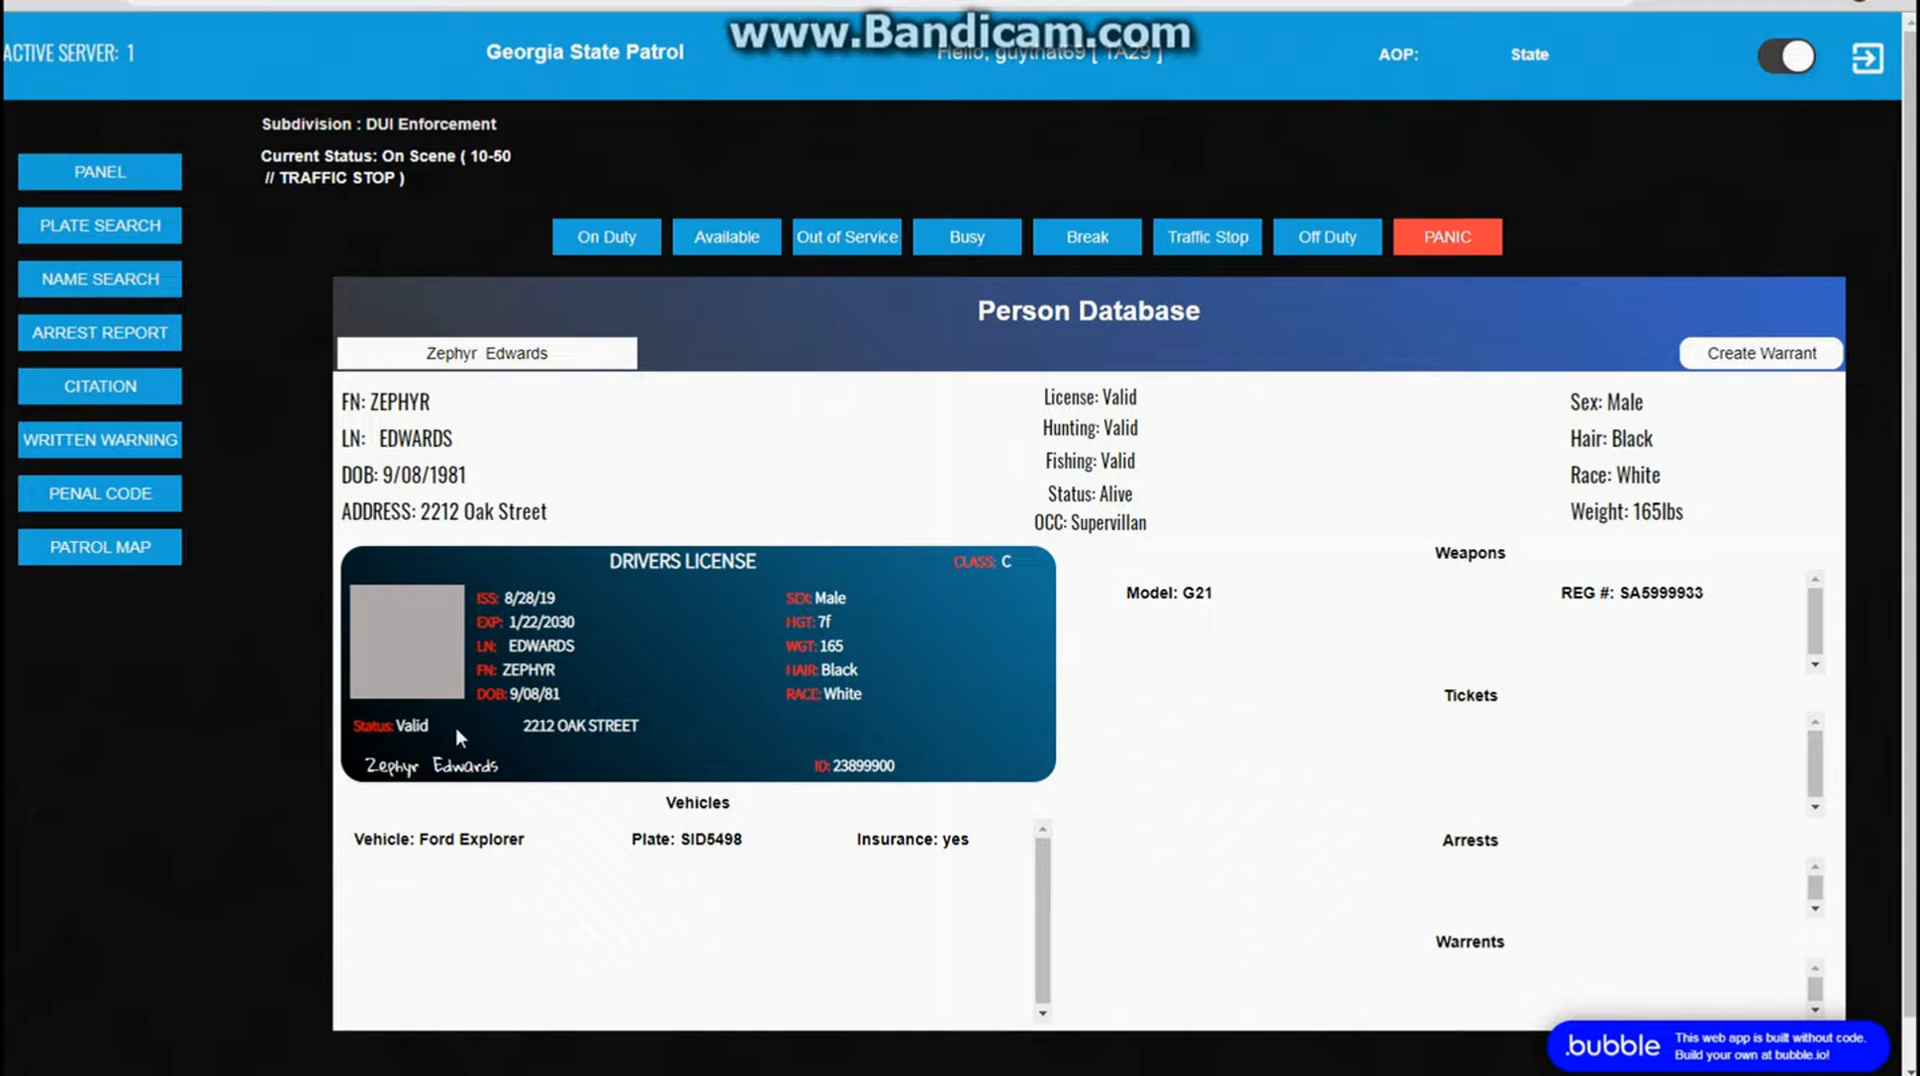 www.Bandicam.com
ACTIVE SERVER: 1
Georgia State Patrol
Hello, guythat69 [ 1A29 ]
AOP:
State
Subdivision : DUI Enforcement
Current Status: On Scene ( 10-50
// TRAFFIC STOP )
PANEL
PLATE SEARCH
NAME SEARCH
ARREST REPORT
CITATION
WRITTEN WARNING
PENAL CODE
PATROL MAP
On Duty
Available
Out of Service
Busy
Break
Traffic Stop
Off Duty
PANIC
Person Database
Zephyr Edwards
Create Warrant
FN: ZEPHYR
LN: EDWARDS
DOB: 9/08/1981
ADDRESS: 2212 Oak Street
License: Valid
Hunting: Valid
Fishing: Valid
Status: Alive
OCC: Supervillan
Sex: Male
Hair: Black
Race: White
Weight: 165lbs
DRIVERS LICENSE
CLASS: C
ISS: 8/28/19
EXP: 1/22/2030
LN: EDWARDS
FN: ZEPHYR
DOB: 9/08/81
SEX: Male
HGT: 7f
WGT: 165
HAIR: Black
RACE: White
Status: Valid
2212 OAK STREET
Zephyr Edwards
ID: 23899900
Weapons
Model: G21
REG #: SA5999933
Tickets
Arrests
Warrents
Vehicles
Vehicle: Ford Explorer
Plate: SID5498
Insurance: yes
.bubble
This web app is built without code.
Build your own at bubble.io!